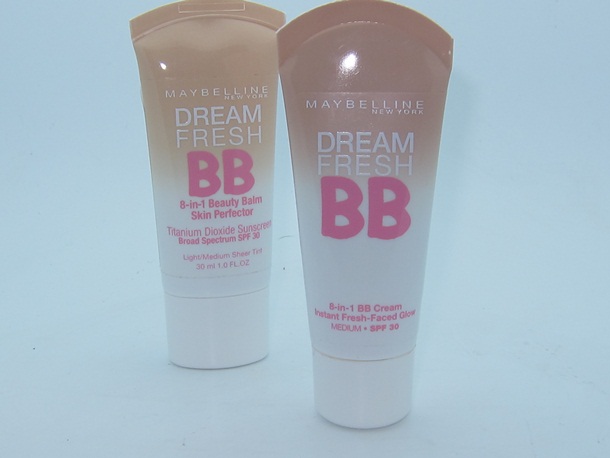 MAYBELLINE
NEW YORK
DREAM
FRESH
BB
8-in-1 Beauty Balm
Skin Perfector
Titanium Dioxide Sunscreen
Broad Spectrum SPF 30
Light/Medium Sheer Tint
30 ml 1.0 FL.OZ
MAYBELLINE
NEW YORK
DREAM
FRESH
BB
8-in-1 BB Cream
Instant Fresh-Faced Glow
MEDIUM • SPF 30